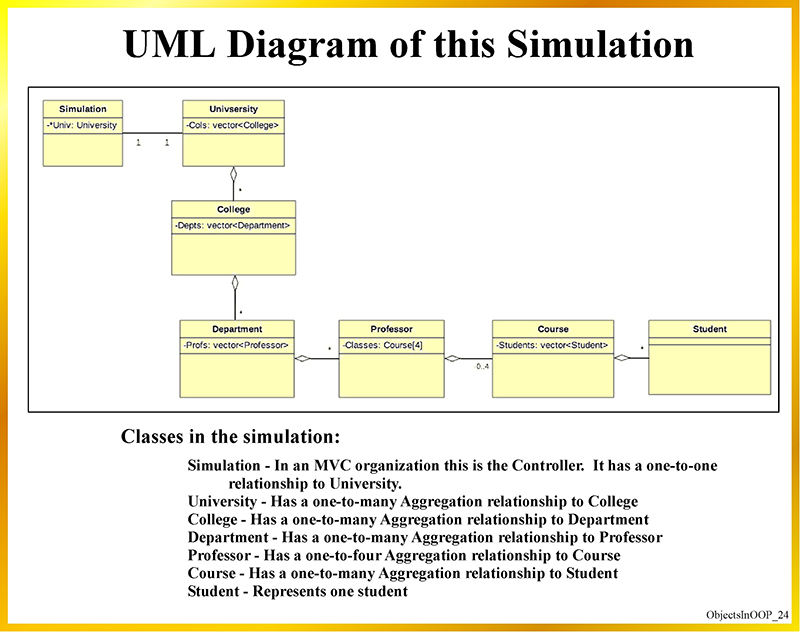 UML Diagram of this Simulation
Simulation
-*Univ: University
1
1
Univsersity
-Cols: vector<College>
*
College
-Depts: vector<Department>
*
Department
-Profs: vector<Professor>
*
Professor
-Classes: Course[4]
0..4
Course
-Students: vector<Student>
*
Student
Classes in the simulation:
Simulation - In an MVC organization this is the Controller. It has a one-to-one
relationship to University.
University - Has a one-to-many Aggregation relationship to College
College - Has a one-to-many Aggregation relationship to Department
Department - Has a one-to-many Aggregation relationship to Professor
Professor - Has a one-to-four Aggregation relationship to Course
Course - Has a one-to-many Aggregation relationship to Student
Student - Represents one student
ObjectsInOOP_24